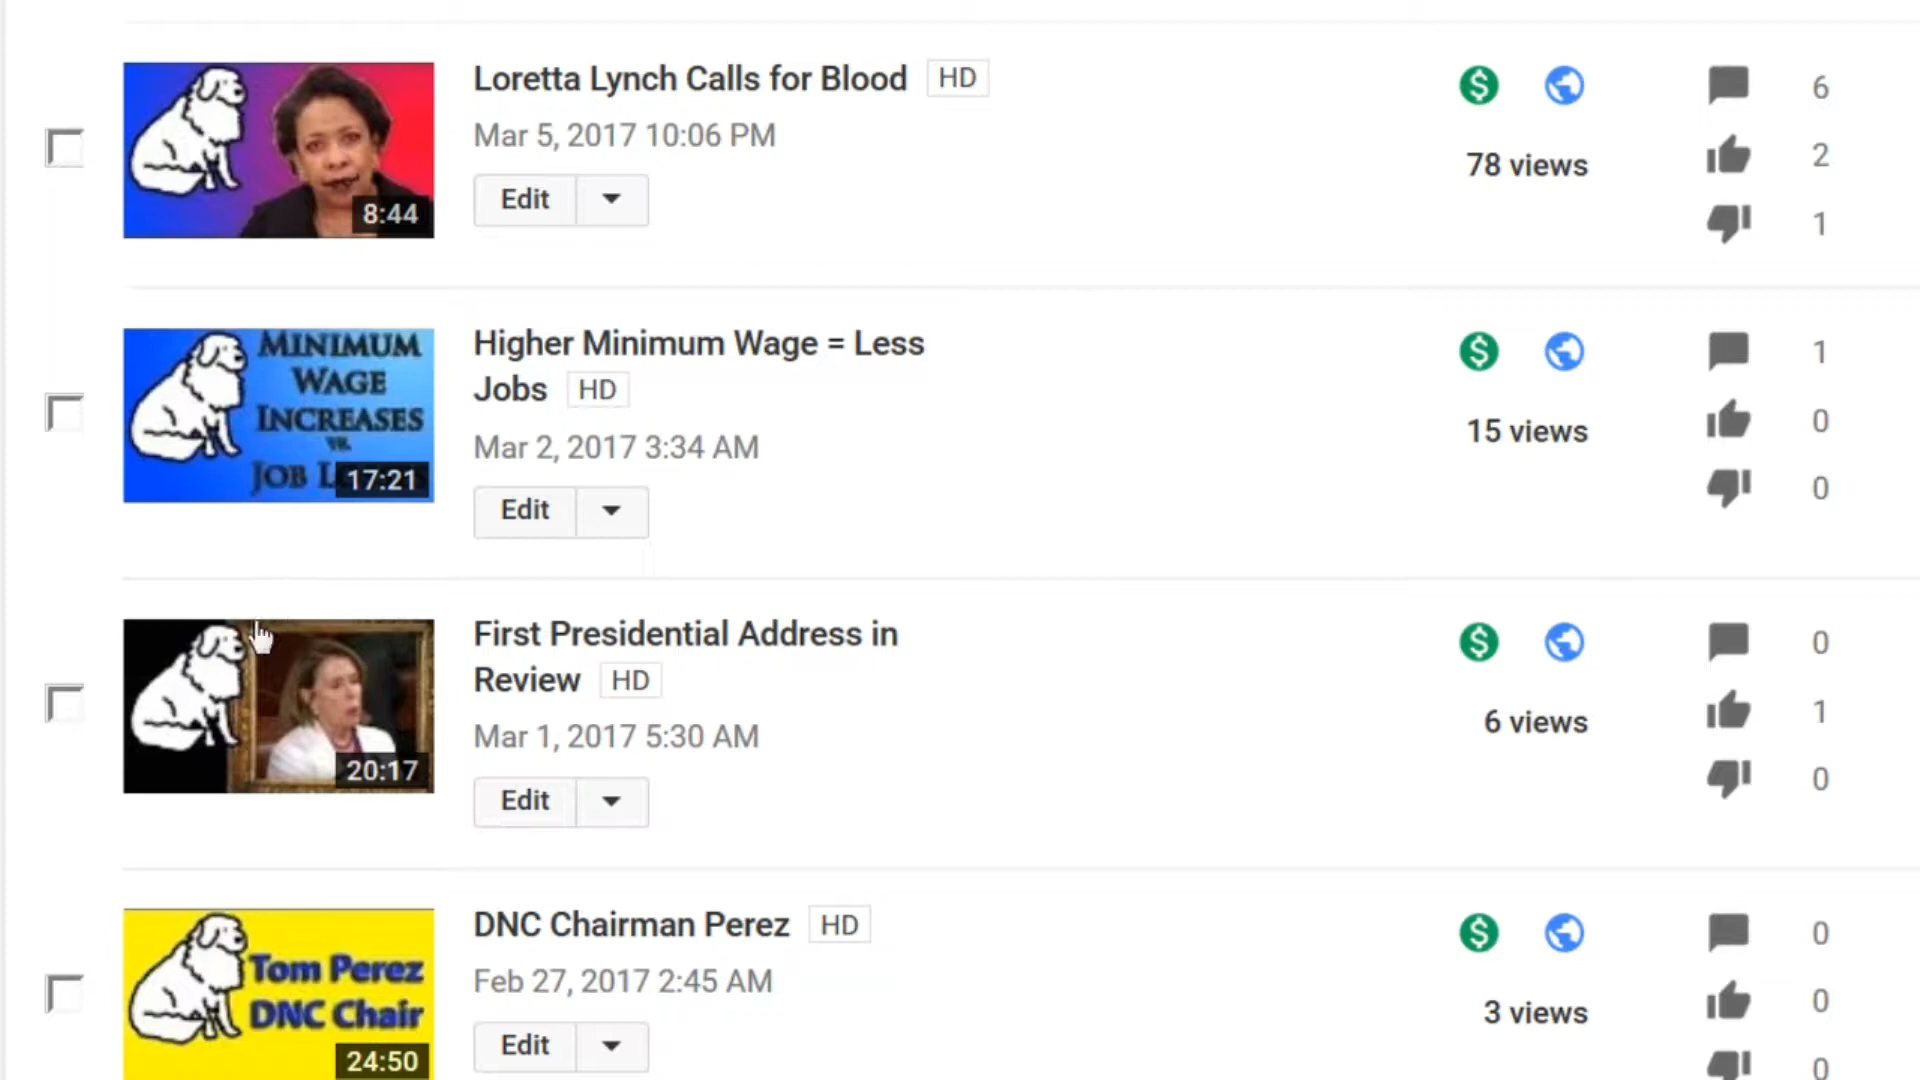 Loretta Lynch Calls for Blood HD
Mar 5, 2017 10:06 PM
Edit
8:44
78 views
6
2
1
MINIMUM
WAGE
INCREASES
VS.
JOB L
17:21
Higher Minimum Wage = Less
Jobs HD
Mar 2, 2017 3:34 AM
Edit
15 views
1
0
0
First Presidential Address in
Review HD
Mar 1, 2017 5:30 AM
Edit
20:17
6 views
0
1
0
Tom Perez
DNC Chair
24:50
DNC Chairman Perez HD
Feb 27, 2017 2:45 AM
Edit
3 views
0
0
0